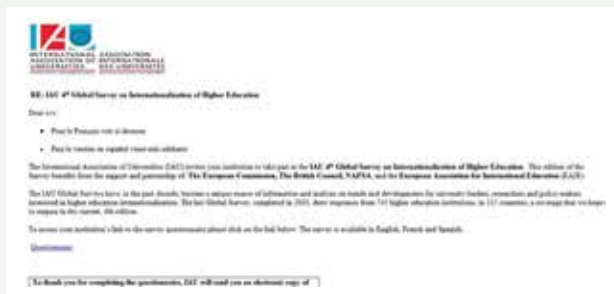 IAU
INTERNATIONAL ASSOCIATION
ASSOCIATION OF INTERNATIONALE
UNIVERSITIES DES UNIVERSITÉS
RE: IAU 4th Global Survey on Internationalization of Higher Education
Dear
Pour le Français voir ci-dessous
Para la versión en español vease más adelante
The International Association of Universities (IAU) invites your institution to take part in the IAU 4th Global Survey on Internationalization of Higher Education. This edition of the
Survey benefits from the support and partnership of: The European Commission, The British Council, NAFSA, and the European Association for International Education (EAIE).
The IAU Global Surveys have, in the past decade, become a unique source of information and analysis on trends and developments for university leaders, researchers and policy makers
interested in higher education internationalization. The last Global Survey, completed in drew responses from higher education institutions, in 115 countries, a coverage that we hope
to surpass in the current, 4th edition.
To access your institution's link to the survey questionnaire please click on the link below. The survey is available in English, French and Spanish.
Questionnaire
To thank you for completing the questionnaire, IAU will send you an electronic copy of